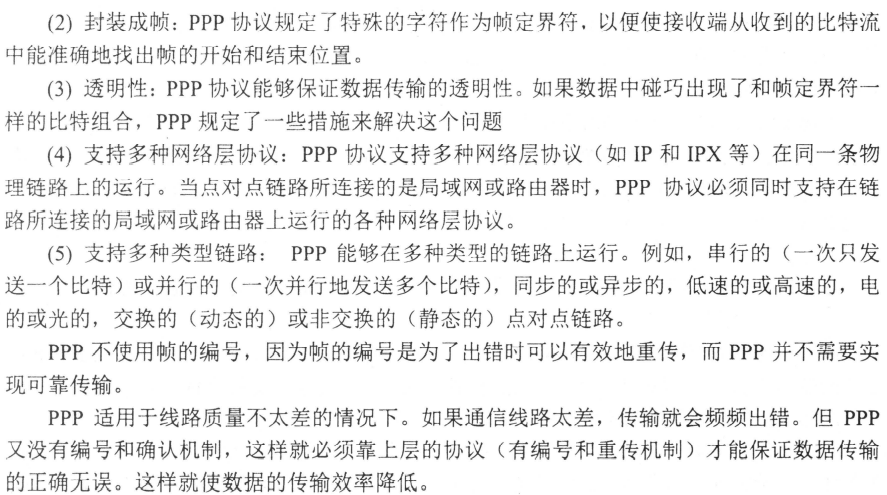 (2) 封装成帧：PPP 协议规定了特殊的字符作为帧定界符，以便使接收端从收到的比特流
中能准确地找出帧的开始和结束位置。
(3) 透明性：PPP 协议能够保证数据传输的透明性。如果数据中碰巧出现了和帧定界符一
样的比特组合，PPP 规定了一些措施来解决这个问题
(4) 支持多种网络层协议：PPP 协议支持多种网络层协议（如 IP 和 IPX 等）在同一条物
理链路上的运行。当点对点链路所连接的是局域网或路由器时，PPP 协议必须同时支持在链
路所连接的局域网或路由器上运行的各种网络层协议。
(5) 支持多种类型链路： PPP 能够在多种类型的链路上运行。例如，串行的（一次只发
送一个比特）或并行的（一次并行地发送多个比特），同步的或异步的，低速的或高速的，电
的或光的，交换的（动态的）或非交换的（静态的）点对点链路。
PPP 不使用帧的编号，因为帧的编号是为了出错时可以有效地重传，而 PPP 并不需要实
现可靠传输。
PPP 适用于线路质量不太差的情况下。如果通信线路太差，传输就会频频出错。但 PPP
又没有编号和确认机制，这样就必须靠上层的协议（有编号和重传机制）才能保证数据传输
的正确无误。这样就使数据的传输效率降低。